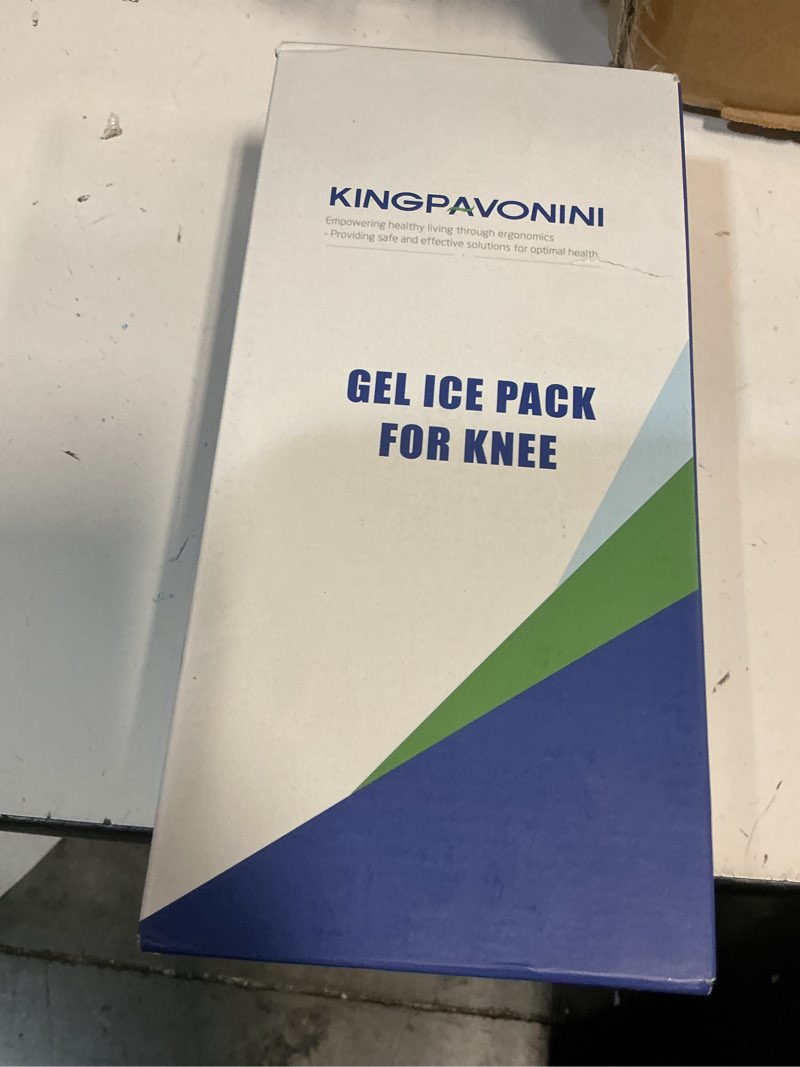 KINGPAVONINI
Empowering healthy living through ergonomics
- Providing safe and effective solutions for optimal health.
GEL ICE PACK
FOR KNEE